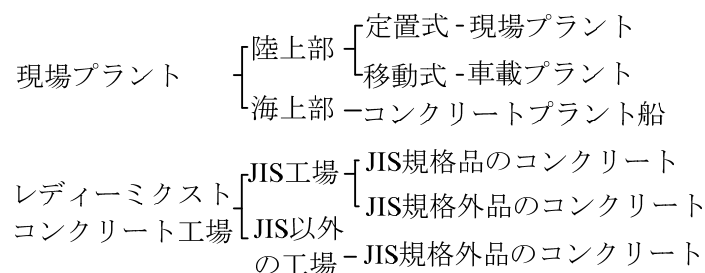 現場プラント
陸上部
定置式-現場プラント
移動式-車載プラント
海上部
コンクリートプラント船
レディーミクスト
コンクリート工場
JIS工場
JIS規格品のコンクリート
JIS規格外品のコンクリート
JIS以外
の工場
JIS規格外品のコンクリート